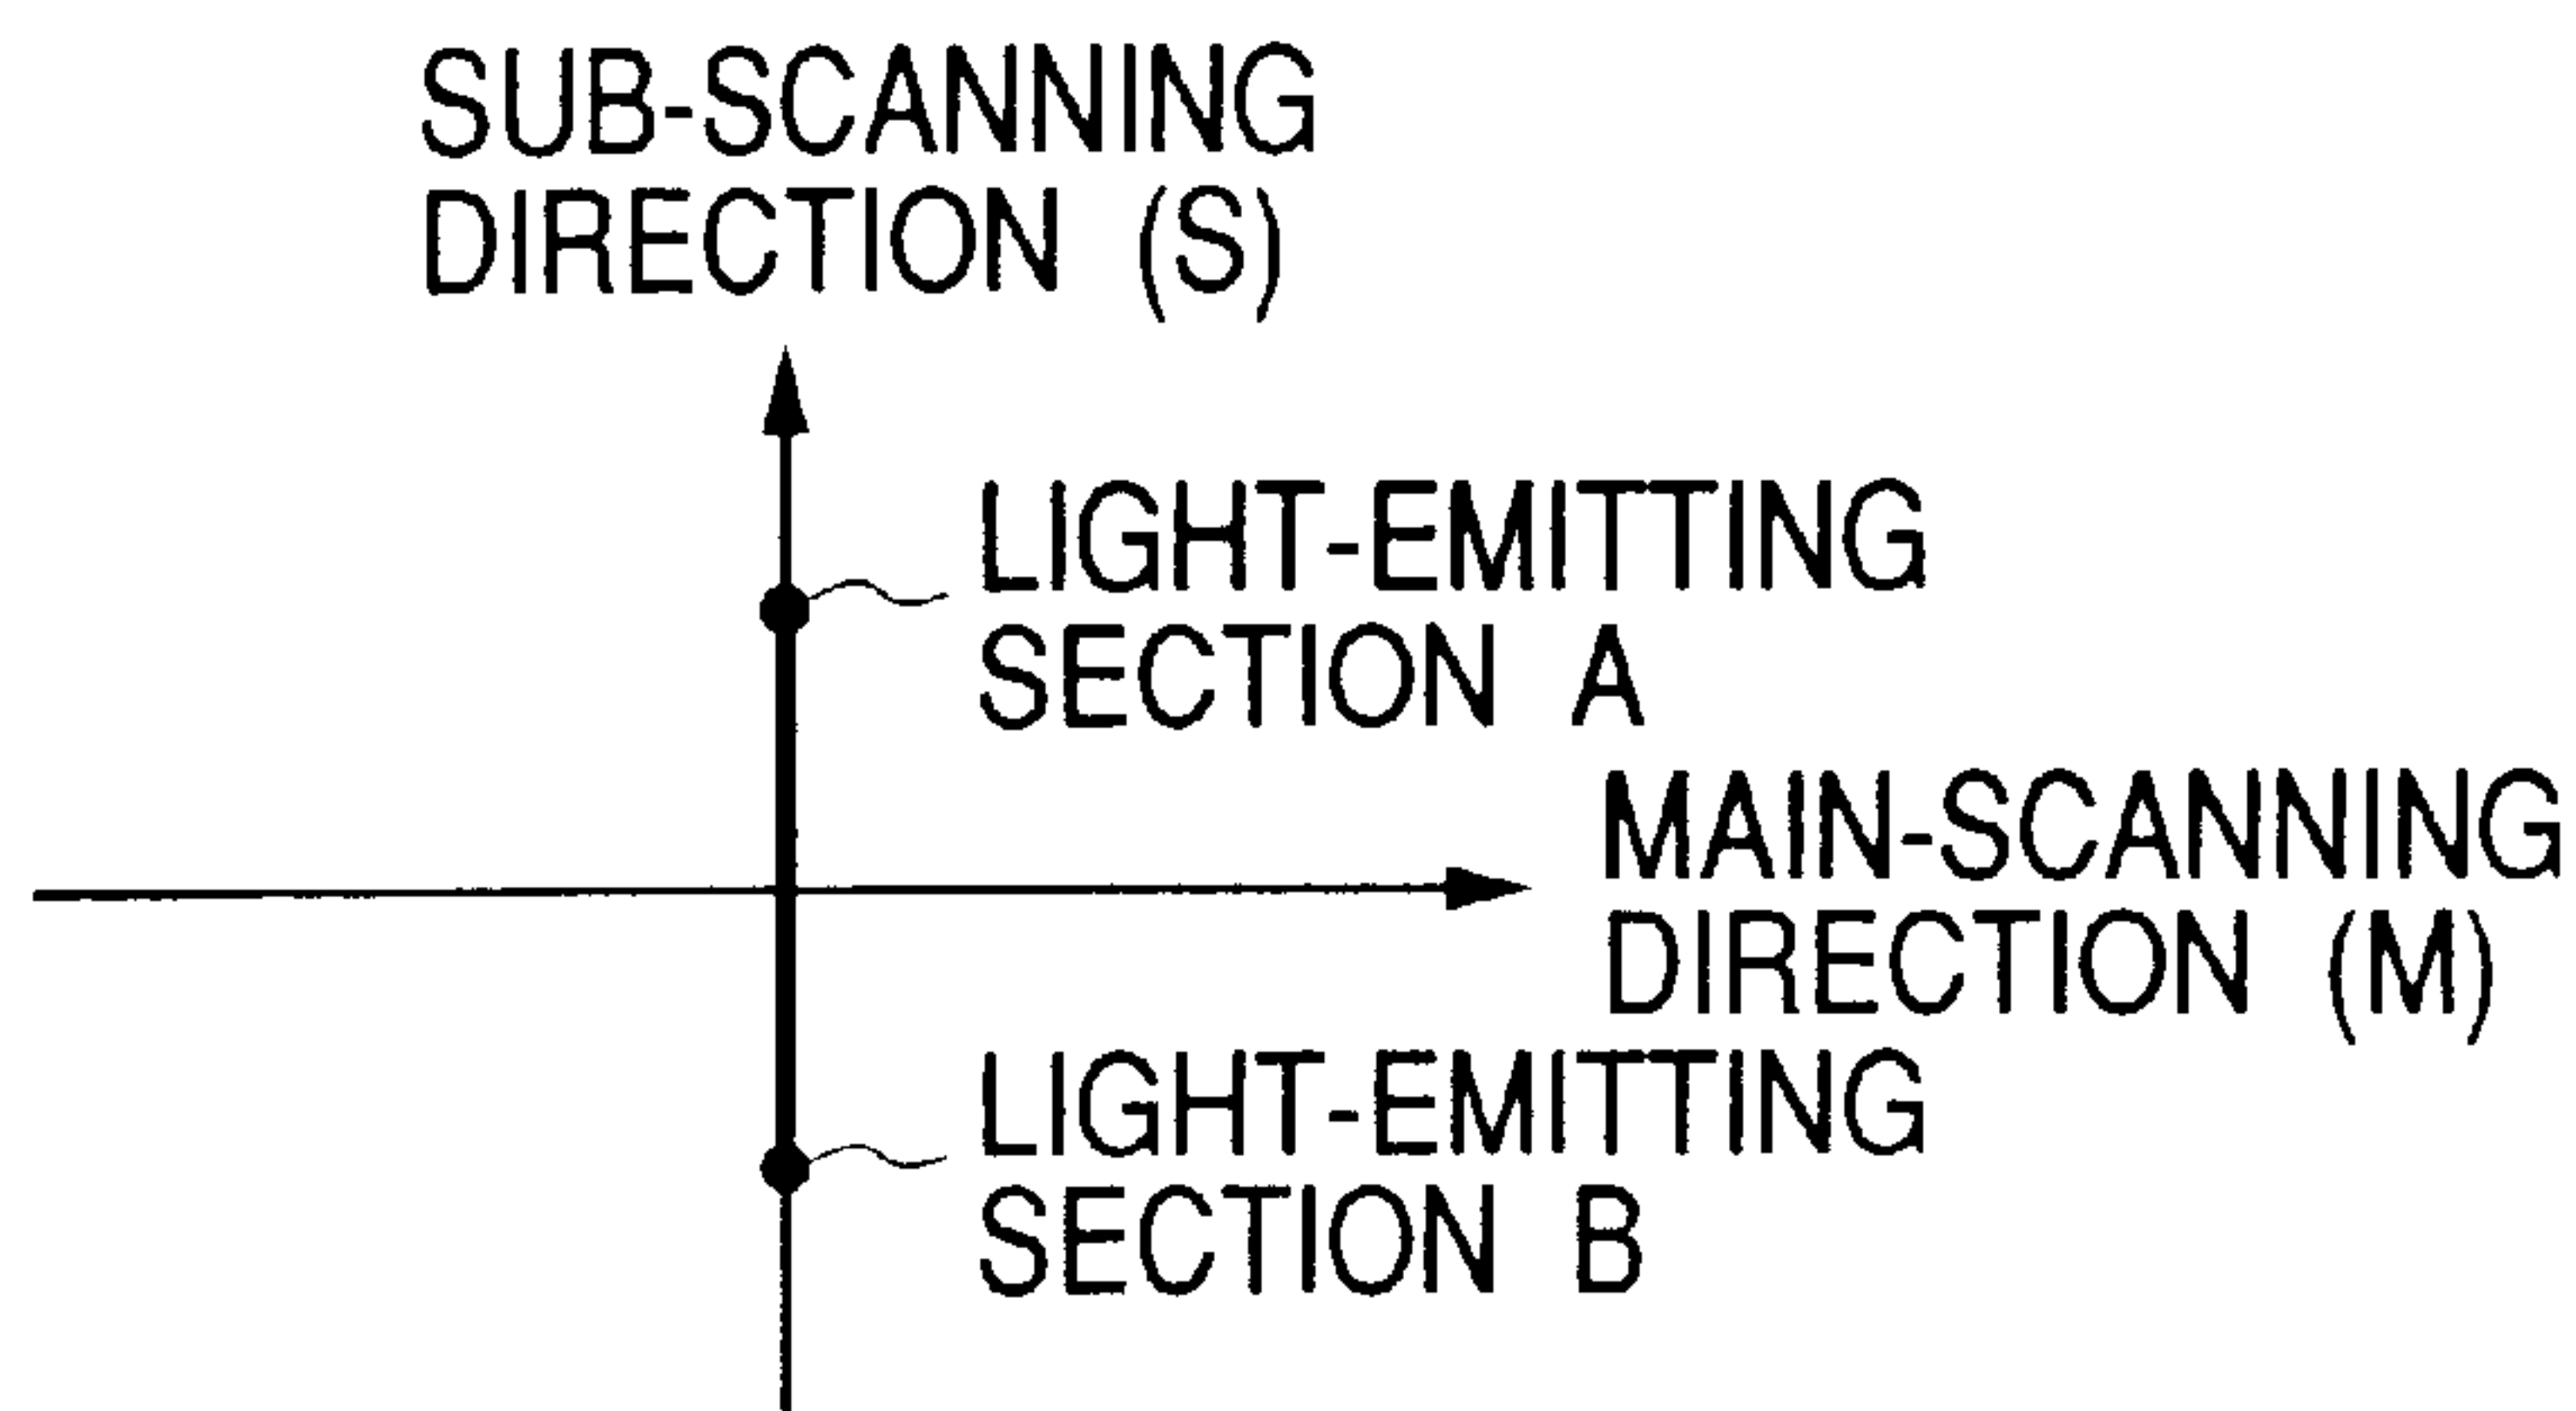 SUB-SCANNING
DIRECTION (S)
LIGHT-EMITTING
SECTION A
MAIN-SCANNING
DIRECTION (M)
LIGHT-EMITTING
SECTION B